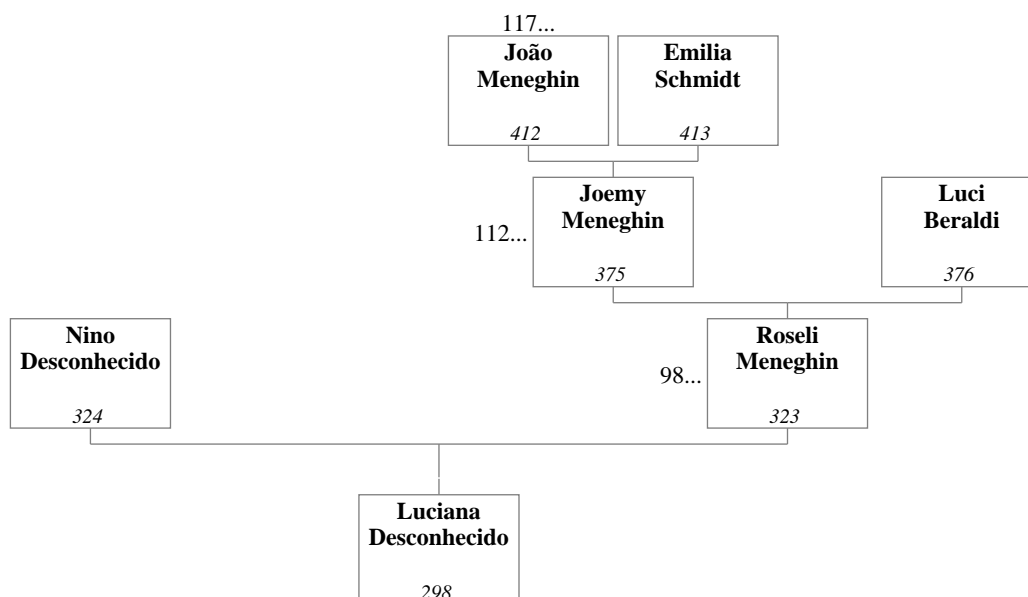 117...
João
Meneghin
412
Emilia
Schmidt
413
Joemy
Meneghin
112...
375
Luci
Beraldi
376
Nino
Desconhecido
324
Roseli
Meneghin
98...
323
Luciana
Desconhecido
298